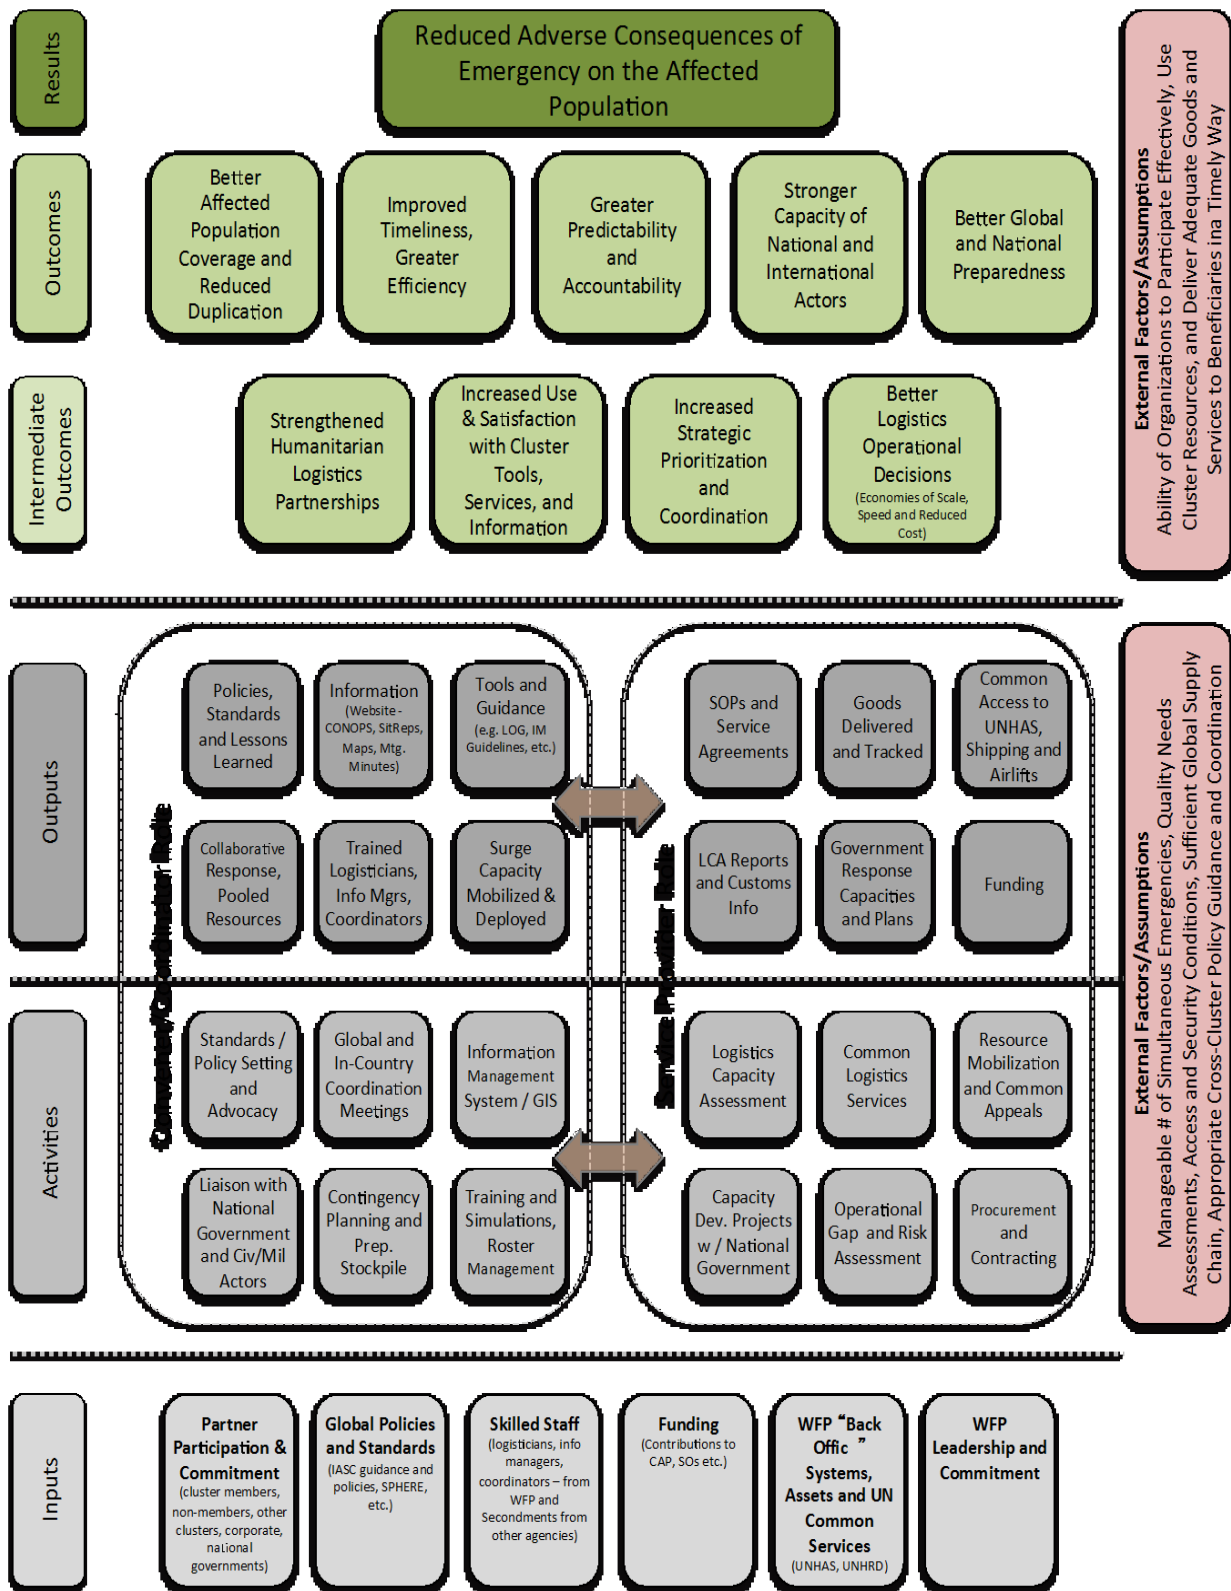 Results
Reduced Adverse Consequences of
Emergency on the Affected
Population
Outcomes
Better
Affected
Population
Coverage and
Reduced
Duplication
Improved
Timeliness,
Greater
Efficiency
Greater
Predictability
and
Accountability
Stronger
Capacity of
National and
International
Actors
Better Global
and National
Preparedness
External Factors/Assumptions
Ability of Organizations to Participate Effectively, Use
Cluster Resources, and Deliver Adequate Goods and
Services to Beneficiaries ina Timely Way
Intermediate
Outcomes
Strengthened
Humanitarian
Logistics
Partnerships
Increased Use
& Satisfaction
with Cluster
Tools,
Services, and
Information
Increased
Strategic
Prioritization
and
Coordination
Better
Logistics
Operational
Decisions
(Economies of Scale,
Speed and Reduced
Cost)
Outputs
Convener/Coordinator Role
Policies,
Standards
and Lessons
Learned
Information
(Website -
CONOPS, SitReps,
Maps, Mtg.
Minutes)
Tools and
Guidance
(e.g. LOG, IM
Guidelines, etc.)
Collaborative
Response,
Pooled
Resources
Trained
Logisticians,
Info Mgrs,
Coordinators
Surge
Capacity
Mobilized &
Deployed
Service Provider Role
SOPs and
Service
Agreements
Goods
Delivered
and Tracked
Common
Access to
UNHAS,
Shipping and
Airlifts
LCA Reports
and Customs
Info
Government
Response
Capacities
and Plans
Funding
External Factors/Assumptions
Manageable # of Simultaneous Emergencies, Quality Needs
Assessments, Access and Security Conditions, Sufficient Global Supply
Chain, Appropriate Cross-Cluster Policy Guidance and Coordination
Activities
Standards /
Policy Setting
and
Advocacy
Global and
In-Country
Coordination
Meetings
Information
Management
System / GIS
Liaison with
National
Government
and Civ/Mil
Actors
Contingency
Planning and
Prep.
Stockpile
Training and
Simulations,
Roster
Management
Logistics
Capacity
Assessment
Common
Logistics
Services
Resource
Mobilization
and Common
Appeals
Capacity
Dev. Projects
w / National
Government
Operational
Gap and Risk
Assessment
Procurement
and
Contracting
Inputs
Partner
Participation &
Commitment
(cluster members,
non-members, other
clusters, corporate,
national
governments)
Global Policies
and Standards
(IASC guidance and
policies, SPHERE,
etc.)
Skilled Staff
(logisticians, info
managers,
coordinators – from
WFP and
Secondments from
other agencies)
Funding
(Contributions to
CAP, SOs etc.)
WFP “Back
Offic ”
Systems,
Assets and UN
Common
Services
(UNHAS, UNHRD)
WFP
Leadership and
Commitment